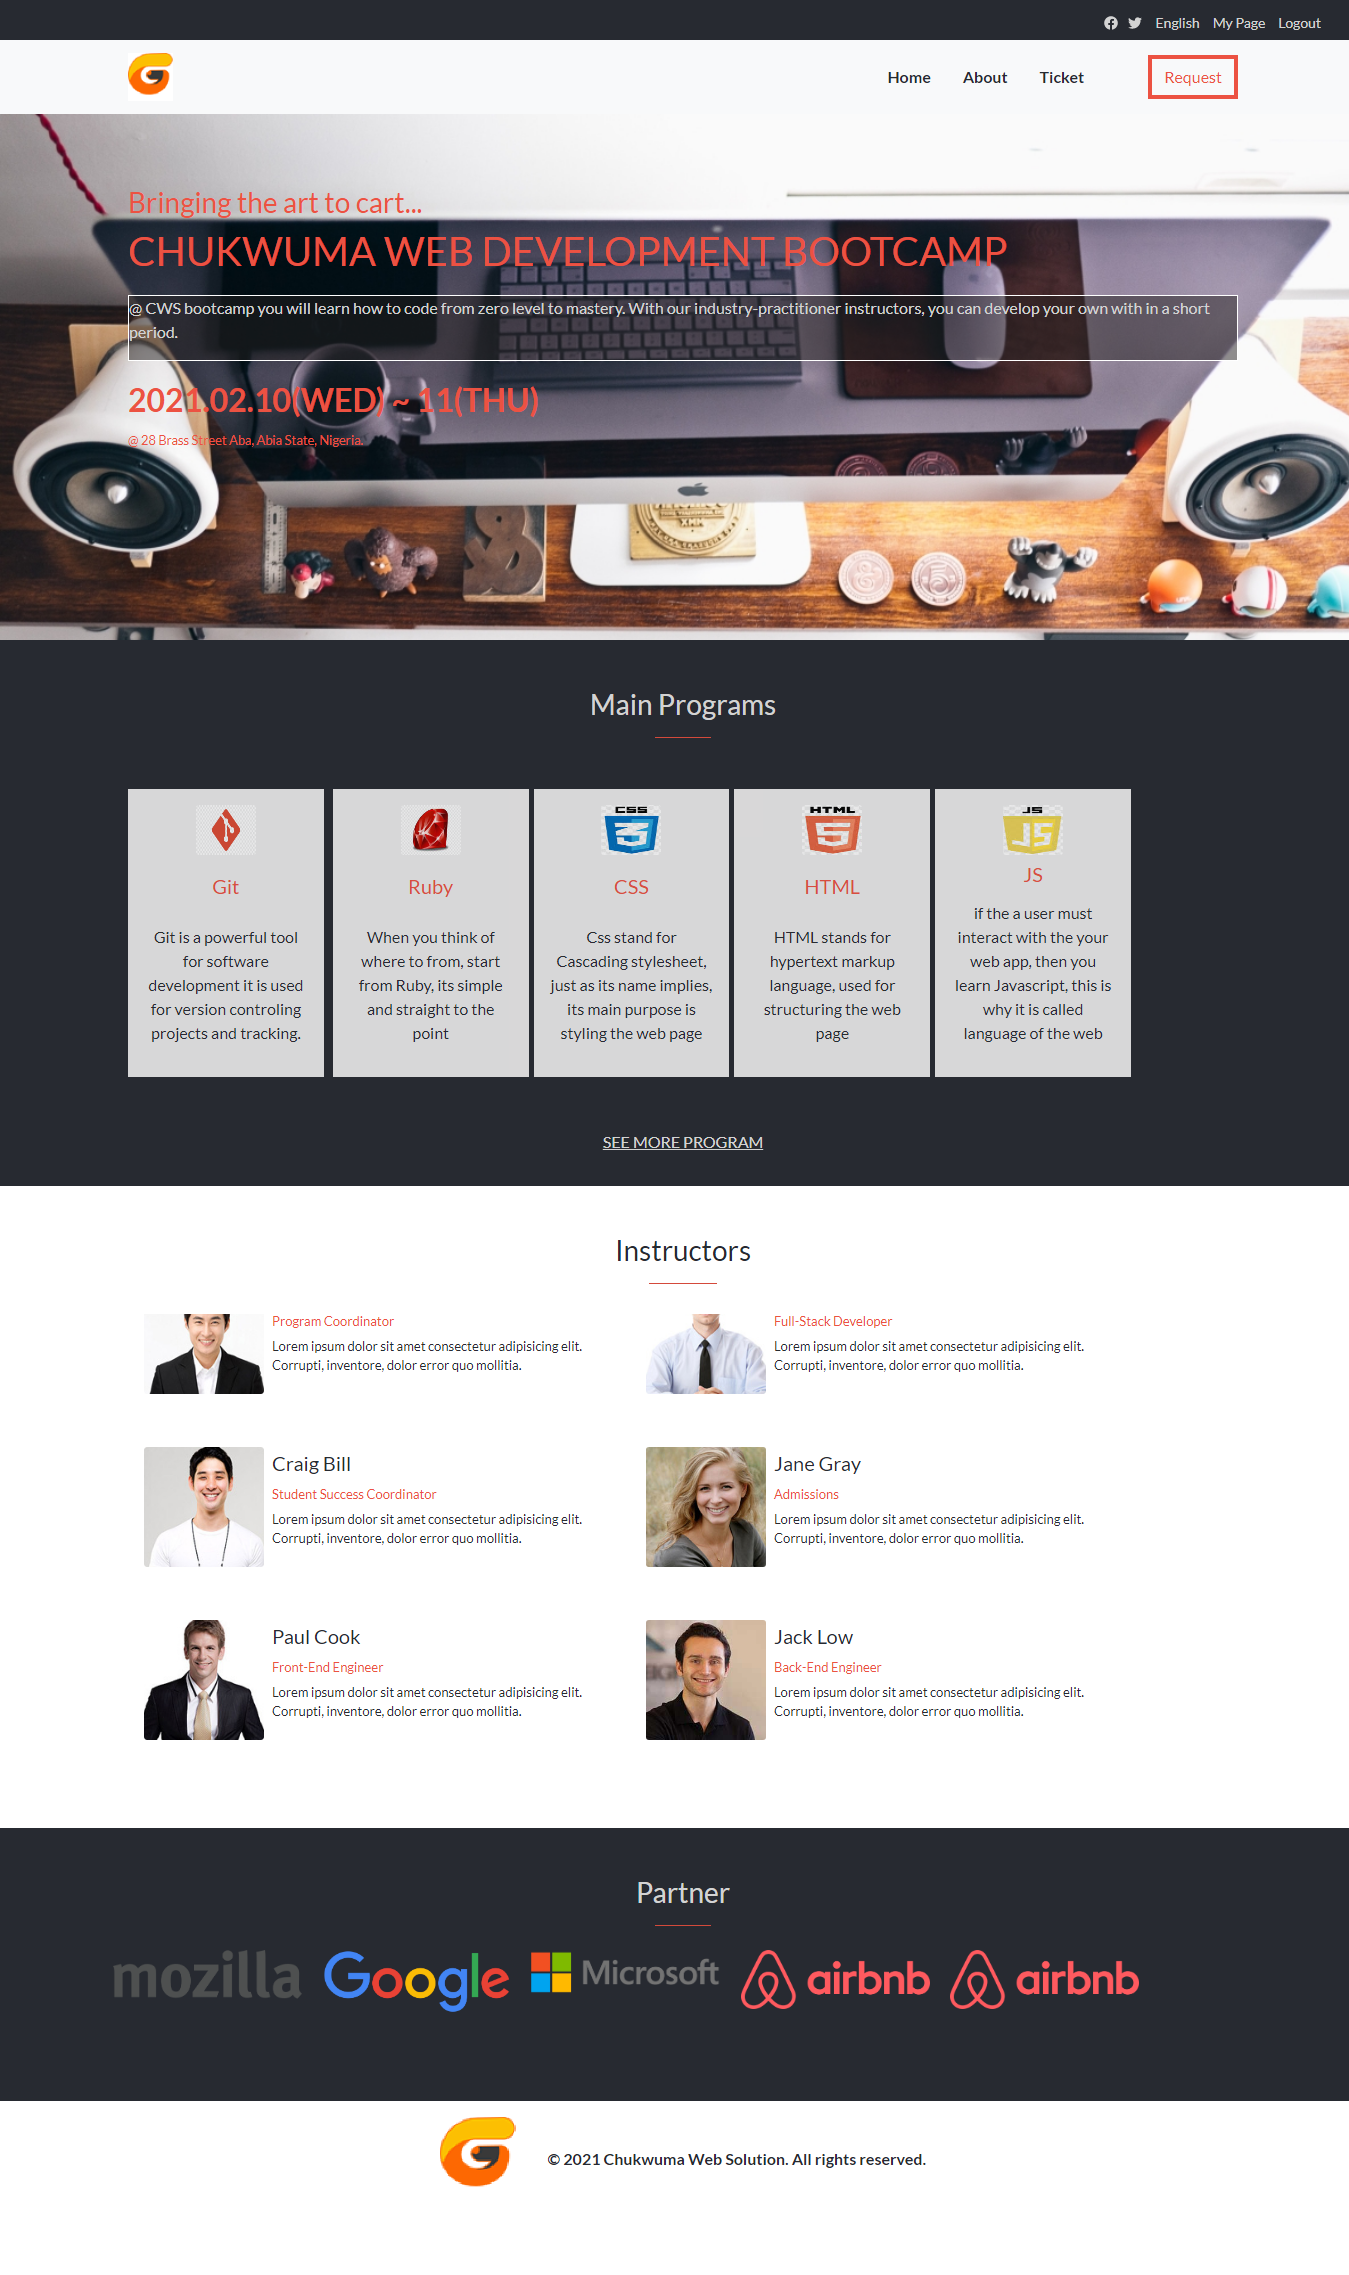 English My Page Logout
Home About Ticket Request
Bringing the art to cart...
CHUKWUMA WEB DEVELOPMENT BOOTCAMP
@ CWS bootcamp you will learn how to code from zero level to mastery. With our industry-practitioner instructors, you can develop your own with in a short
period.
2021.02.10(WED) ~ 11(THU)
@ 28 Brass Street Aba, Abia State, Nigeria.
Main Programs
Git
Git is a powerful tool
for software
development it is used
for version controling
projects and tracking.
Ruby
When you think of
where to from, start
from Ruby, its simple
and straight to the
point
CSS
CSS
Css stand for
Cascading stylesheet,
just as its name implies,
its main purpose is
styling the web page
HTML
HTML
HTML stands for
hypertext markup
language, used for
structuring the web
page
JS
JS
JS
if the a user must
interact with the your
web app, then you
learn Javascript, this is
why it is called
language of the web
SEE MORE PROGRAM
Instructors
Program Coordinator
Lorem ipsum dolor sit amet consectetur adipisicing elit.
Corrupti, inventore, dolor error quo mollitia.
Full-Stack Developer
Lorem ipsum dolor sit amet consectetur adipisicing elit.
Corrupti, inventore, dolor error quo mollitia.
Craig Bill
Student Success Coordinator
Lorem ipsum dolor sit amet consectetur adipisicing elit.
Corrupti, inventore, dolor error quo mollitia.
Jane Gray
Admissions
Lorem ipsum dolor sit amet consectetur adipisicing elit.
Corrupti, inventore, dolor error quo mollitia.
Paul Cook
Front-End Engineer
Lorem ipsum dolor sit amet consectetur adipisicing elit.
Corrupti, inventore, dolor error quo mollitia.
Jack Low
Back-End Engineer
Lorem ipsum dolor sit amet consectetur adipisicing elit.
Corrupti, inventore, dolor error quo mollitia.
Partner
mozilla Google Microsoft airbnb airbnb
© 2021 Chukwuma Web Solution. All rights reserved.